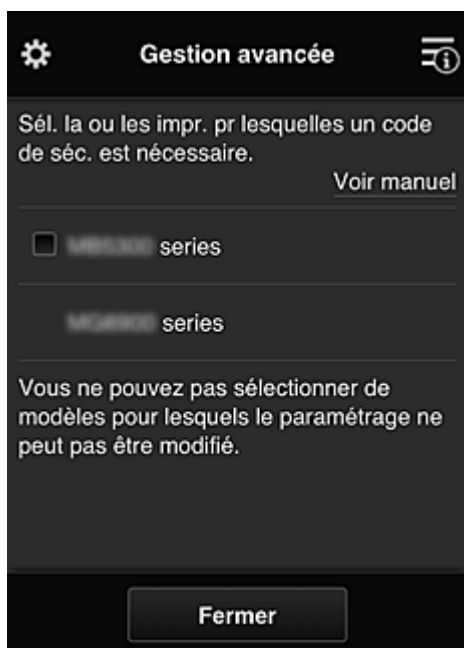 Gestion avancée
Sél. la ou les impr. pr lesquelles un code
de séc. est nécessaire.
Voir manuel
series
series
Vous ne pouvez pas sélectionner de
modèles pour lesquels le paramétrage ne
peut pas être modifié.
Fermer